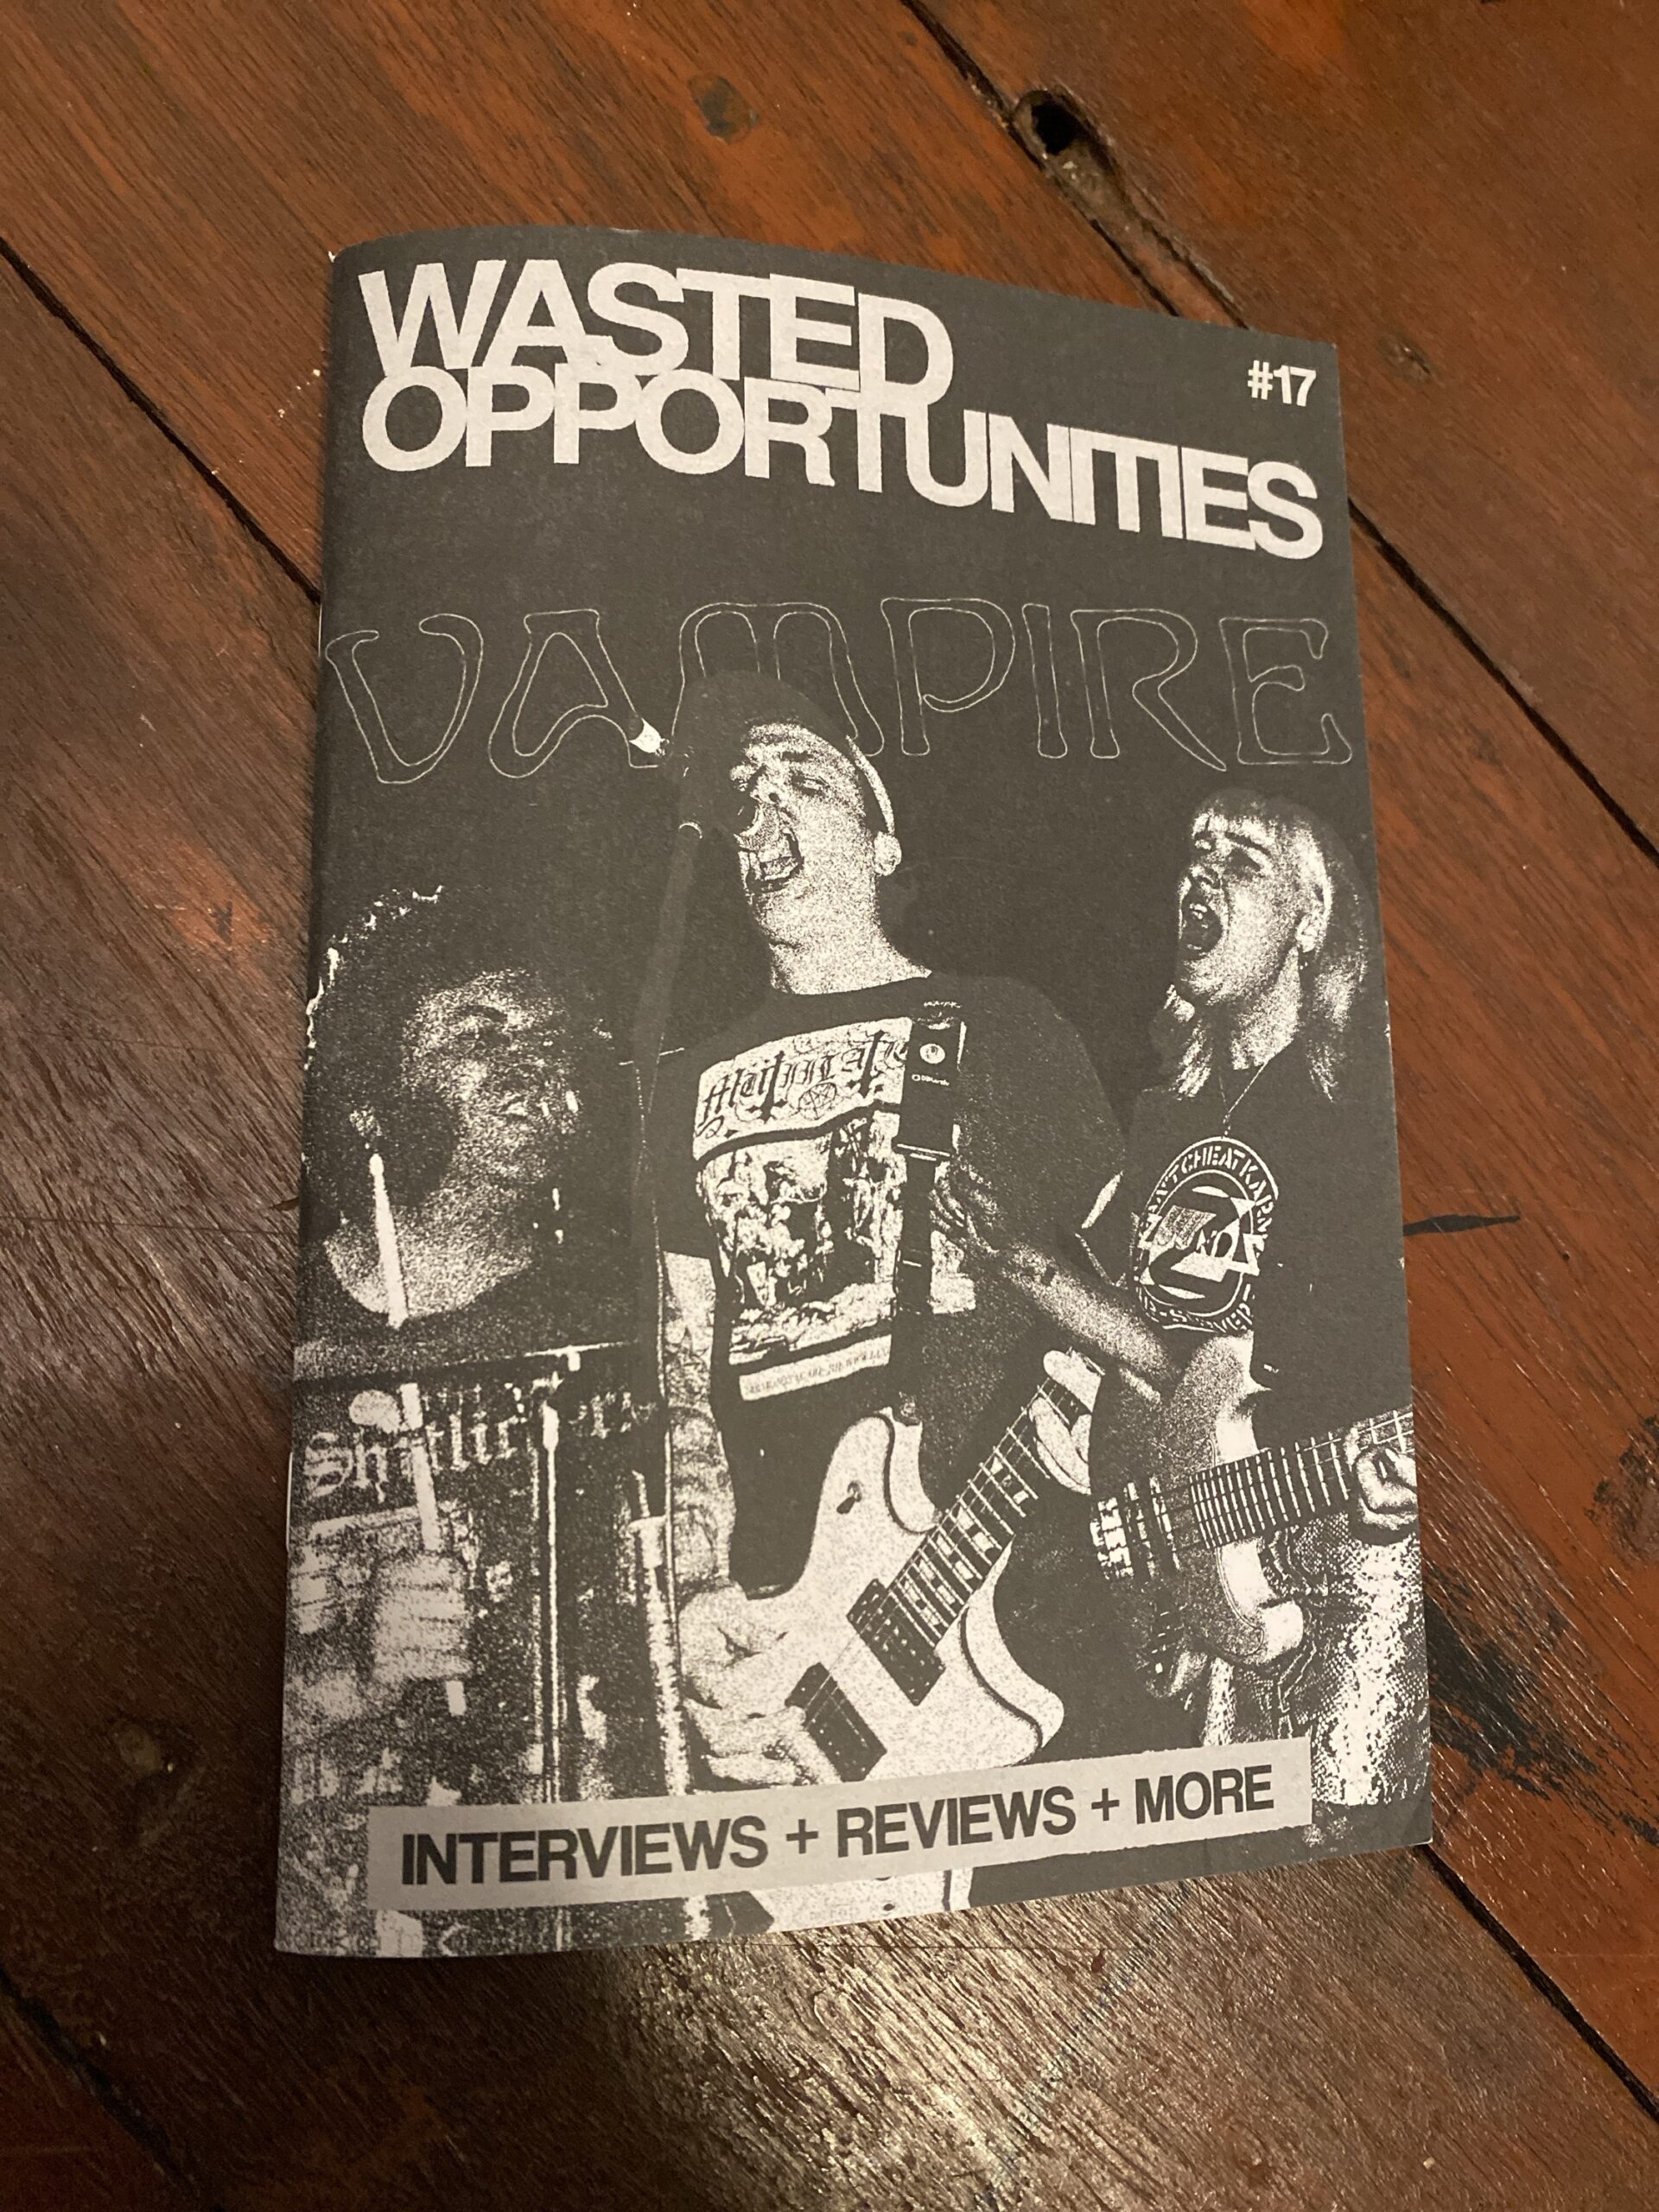 WASTED
OPPORTUNITIES
#17
VAMPIRE
INTERVIEWS + REVIEWS + MORE